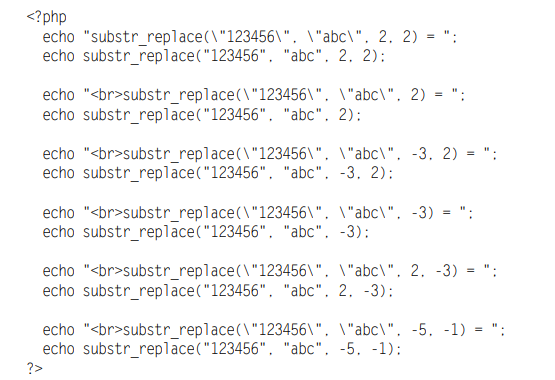 <?php
echo "substr_replace(\"123456\", \"abc\", 2, 2) = ";
echo substr_replace("123456", "abc", 2, 2);
echo "<br>substr_replace(\"123456\", \"abc\", 2) = ";
echo substr_replace("123456", "abc", 2);
echo "<br>substr_replace(\"123456\", \"abc\", -3, 2) = ";
echo substr_replace("123456", "abc", -3, 2);
echo "<br>substr_replace(\"123456\", \"abc\", -3) = ";
echo substr_replace("123456", "abc", -3);
echo "<br>substr_replace(\"123456\", \"abc\", 2, -3) = ";
echo substr_replace("123456", "abc", 2, -3);
echo "<br>substr_replace(\"123456\", \"abc\", -5, -1) = ";
echo substr_replace("123456", "abc", -5, -1);
?>